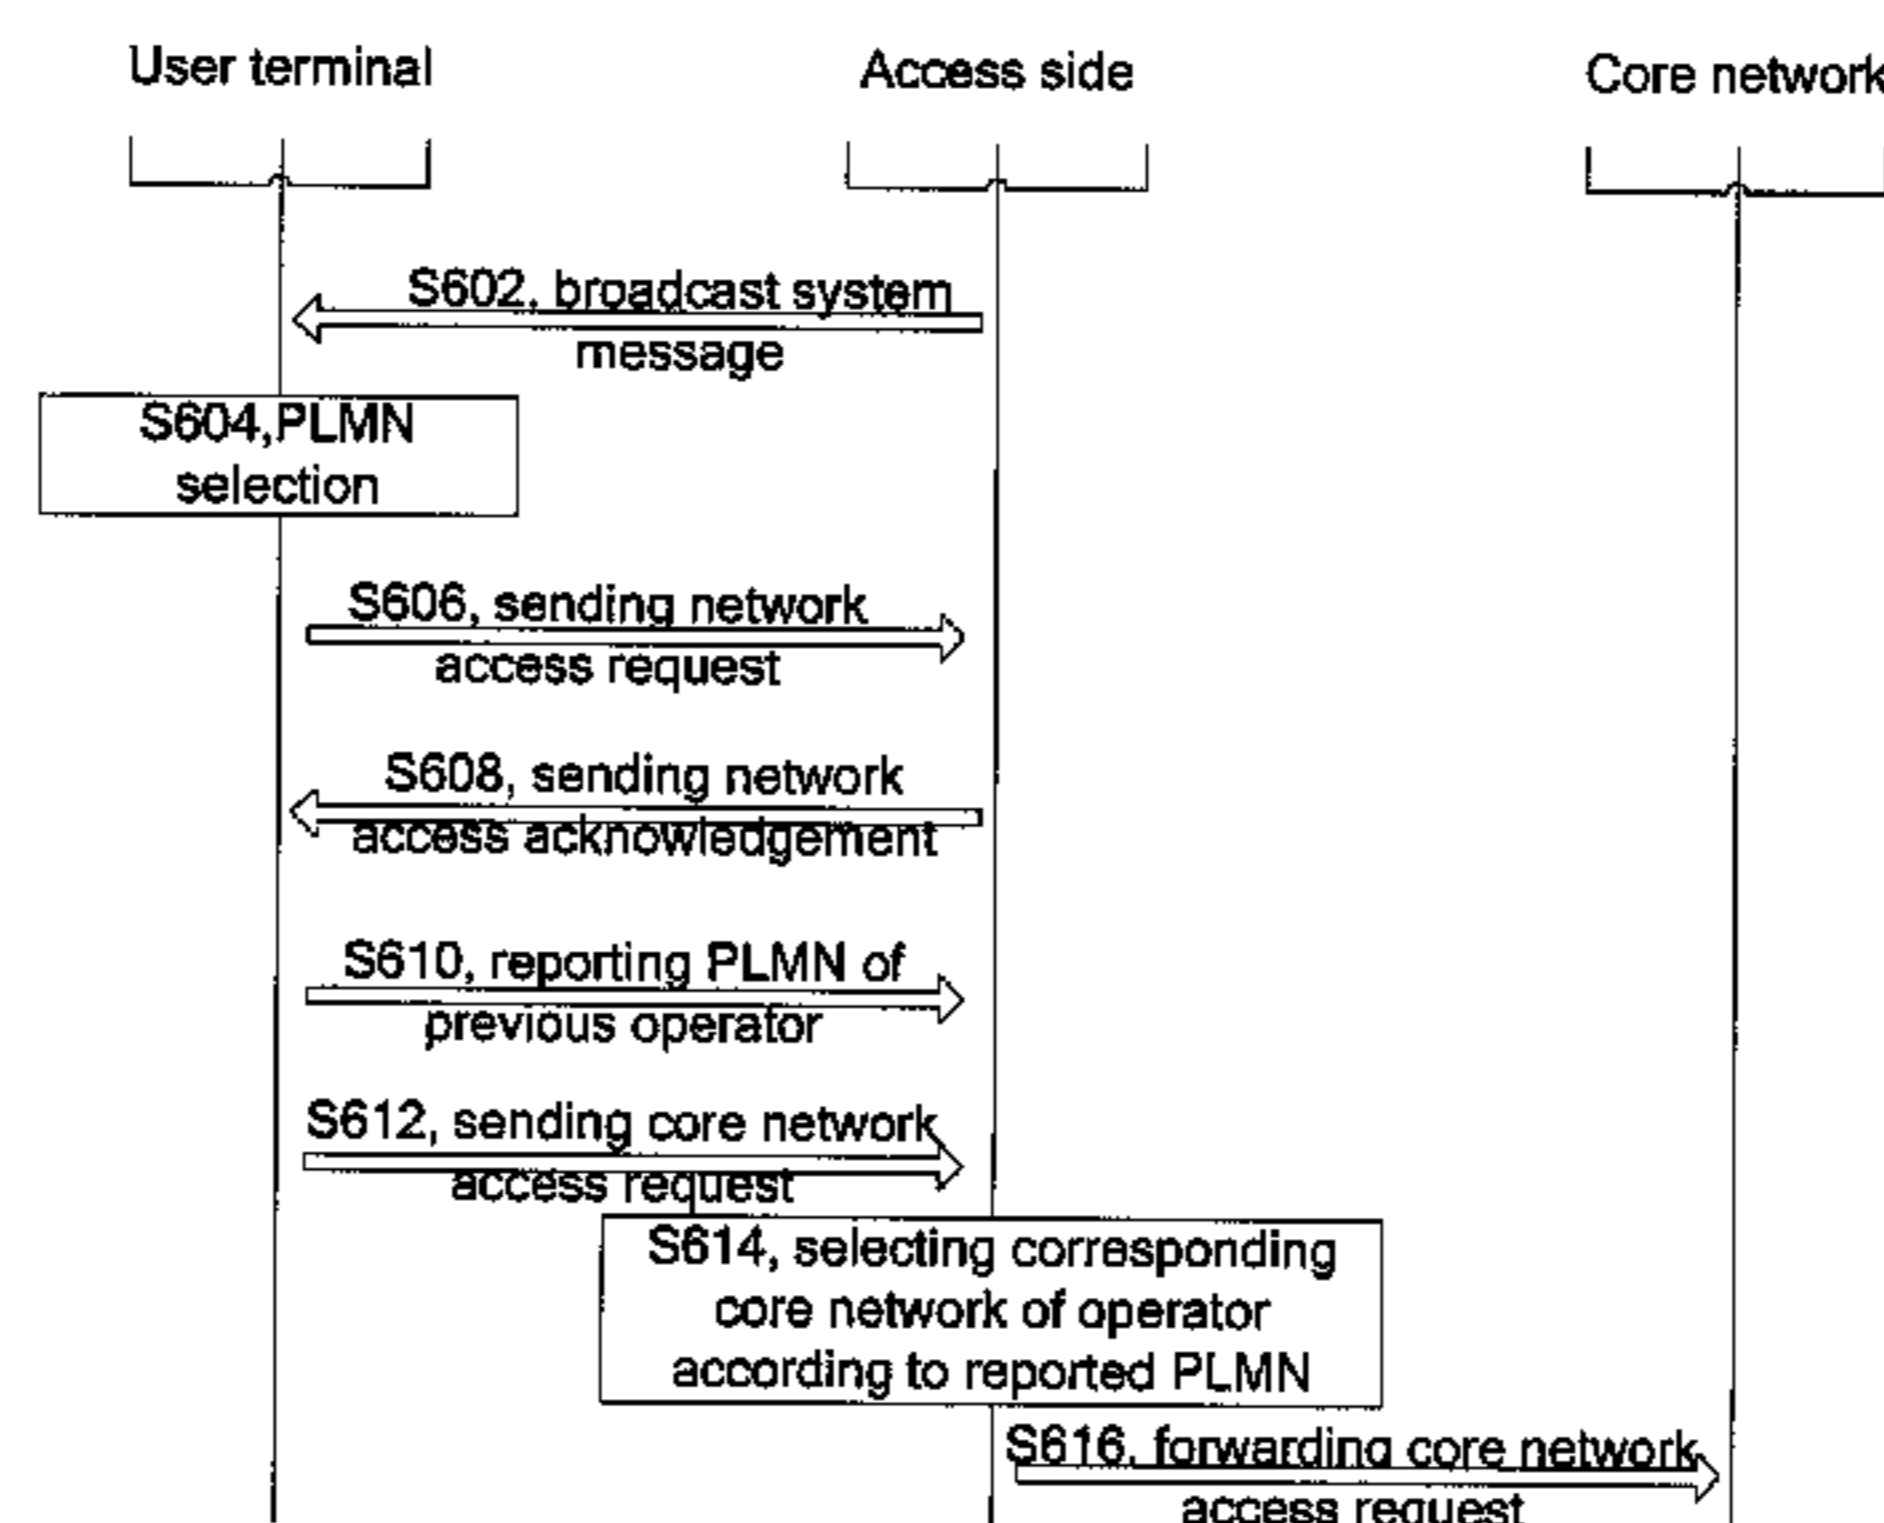 User terminal
Access side
Core network
S602, broadcast system
message
S604,PLMN
selection
S606, sending network
access request
S608, sending network
access acknowledgement
S610, reporting PLMN of
previous operator
S612, sending core network
access request
S614, selecting corresponding
core network of operator
according to reported PLMN
S616, forwarding core network
access request